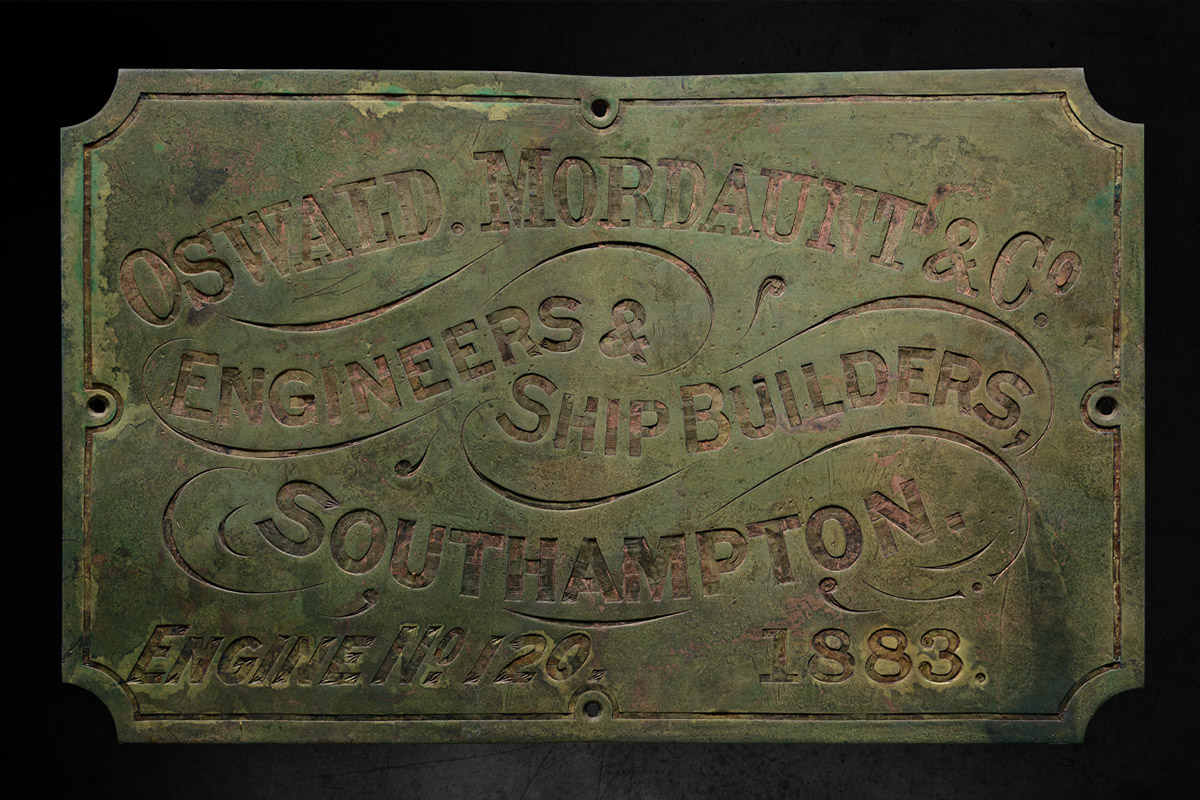 OSWALD. MORDAUNT & Co.
ENGINEERS &
SHIP BUILDERS,
SOUTHAMPTON.
ENGINE No. 120. 1883.